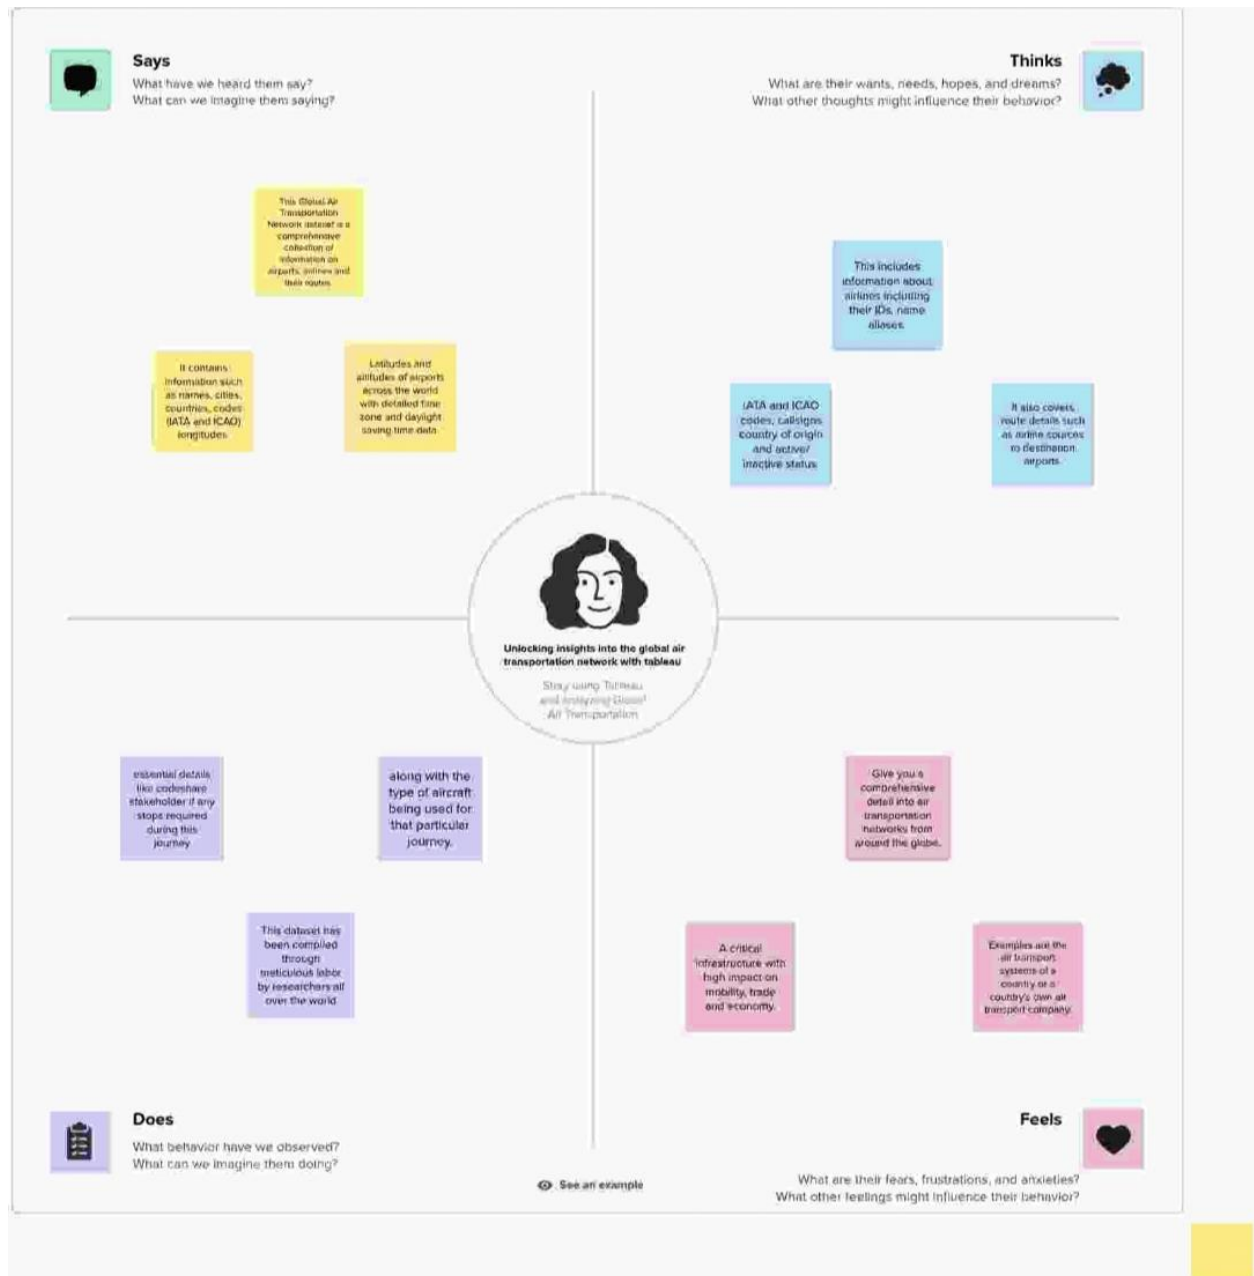 Says
What have we heard them say?
What can we imagine them saying?
Thinks
What are their wants, needs, hopes, and dreams?
What other thoughts might influence their behavior?
This Global Air
Transportation
Network dataset is a
comprehensive
collection of
information on
airports, airlines and
their routes.
It contains
information such
as names, cities,
countries, codes
(IATA and ICAO)
longitudes
Latitudes and
altitudes of airports
across the world
with detailed time
zone and daylight
saving time data.
This includes
information about
airlines including
their IDs, name
aliases.
IATA and ICAO
codes, callsigns
country of origin
and active/
inactive status
It also covers
route details such
as airline sources
to destination
airports.
Unlocking insights into the global air
transportation network with tableau
Stray using Tableau
and analyzing Global
Air Transportation
essential details
like codeshare
stakeholder if any
stops required
during this
journey
along with the
type of aircraft
being used for
that particular
journey.
This dataset has
been compiled
through
meticulous labor
by researchers all
over the world
Give you a
comprehensive
detail into air
transportation
networks from
around the globe.
A critical
infrastructure with
high impact on
mobility, trade
and economy.
Examples are the
air transport
systems of a
country or a
country's own air
transport company.
Does
What behavior have we observed?
What can we imagine them doing?
See an example
Feels
What are their fears, frustrations, and anxieties?
What other feelings might influence their behavior?